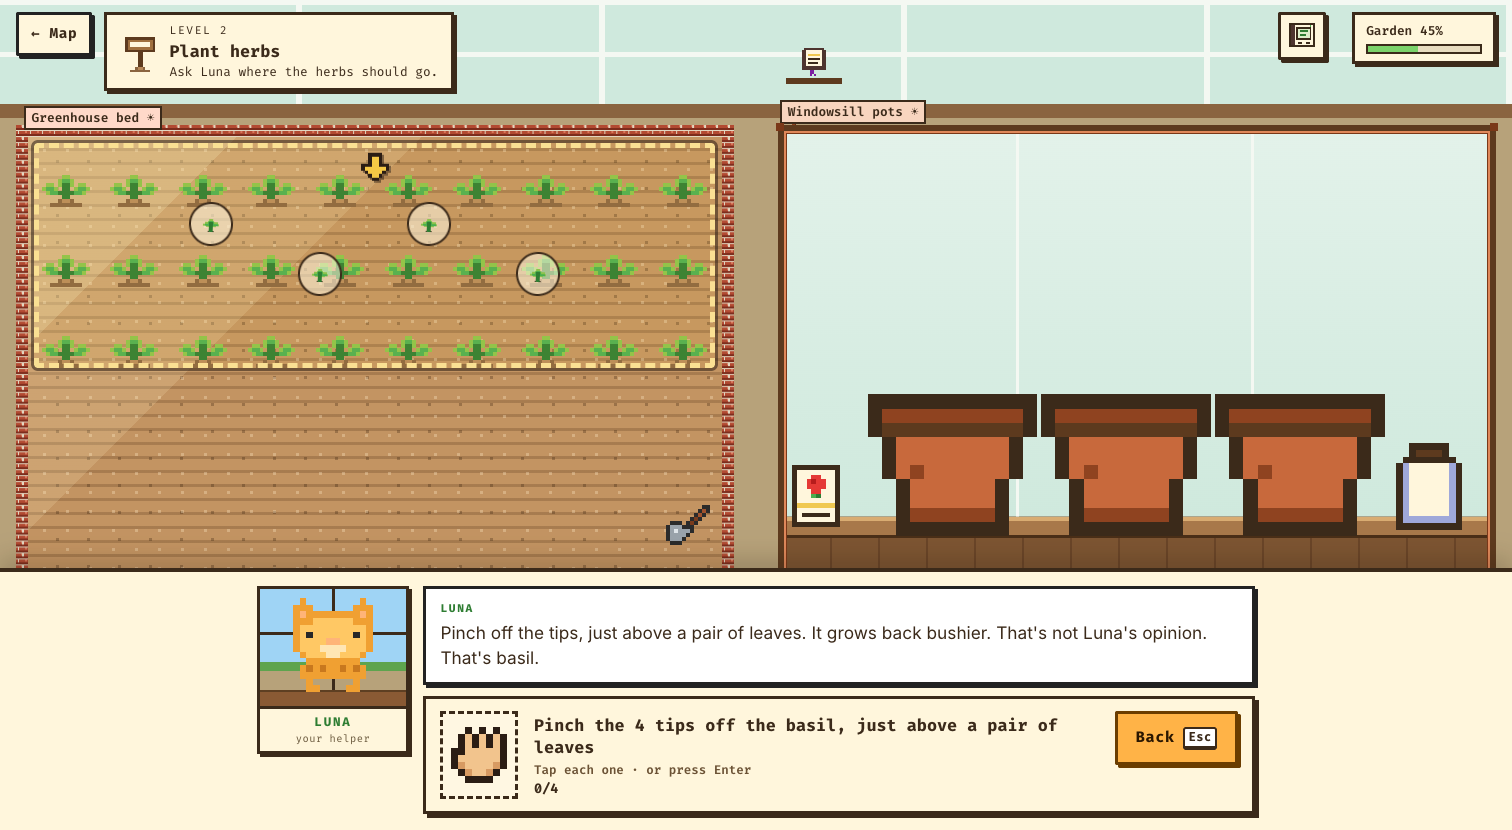 ← Map
LEVEL 2
Plant herbs
Ask Luna where the herbs should go.
Garden 45%
Greenhouse bed ☀
Windowsill pots ☀
LUNA
Pinch off the tips, just above a pair of leaves. It grows back bushier. That's not Luna's opinion.
That's basil.
LUNA
your helper
Pinch the 4 tips off the basil, just above a pair of
leaves
Tap each one · or press Enter
0/4
Back Esc